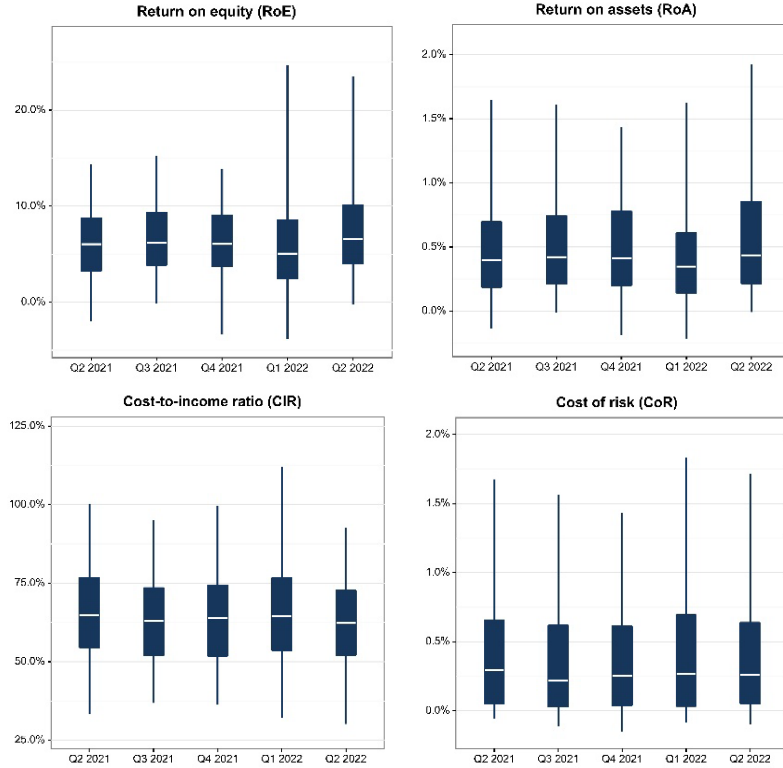 Return on equity (RoE)
20.0%
10.0%
0.0%
Q2 2021 Q3 2021 Q4 2021 Q1 2022 Q2 2022
Return on assets (RoA)
2.0%
1.5%
1.0%
0.5%
0.0%
Q2 2021 Q3 2021 Q4 2021 Q1 2022 Q2 2022
Cost-to-income ratio (CIR)
125.0%
100.0%
75.0%
50.0%
25.0%
Q2 2021 Q3 2021 Q4 2021 Q1 2022 Q2 2022
Cost of risk (CoR)
2.0%
1.5%
1.0%
0.5%
0.0%
Q2 2021 Q3 2021 Q4 2021 Q1 2022 Q2 2022